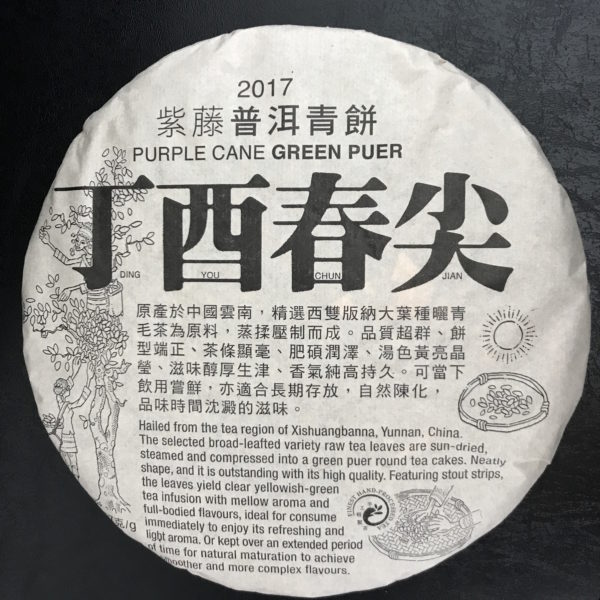 2017
紫藤普洱青餅
PURPLE CANE GREEN PUER
丁酉春尖
DING YOU CHUN JIAN
原產於中國雲南，精選西雙版納大葉種曬青
毛茶為原料，蒸揉壓制而成。品質超群、餅
型端正、茶條顯毫、肥碩潤澤、湯色黃亮晶
瑩、滋味醇厚生津、香氣純高持久。可當下
飲用嘗鮮，亦適合長期存放，自然陳化，
品味時間沈澱的滋味。
Hailed from the tea region of Xishuangbanna, Yunnan, China.
The selected broad-leafted variety raw tea leaves are sun-dried,
steamed and compressed into a green puer round tea cakes. Neatly
shape, and it is outstanding with its high quality. Featuring stout strips,
the leaves yield clear yellowish-green
tea infusion with mellow aroma and
full-bodied flavours, ideal for consume
immediately to enjoy its refreshing and
light aroma. Or kept over an extended period
of time for natural maturation to achieve
smoother and more complex flavours.
克/g